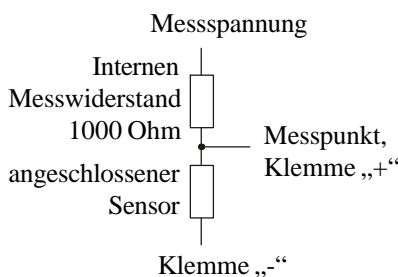 Messspannung
Internen
Messwiderstand
1000 Ohm
Messpunkt,
Klemme „+“
angeschlossener
Sensor
Klemme „-“